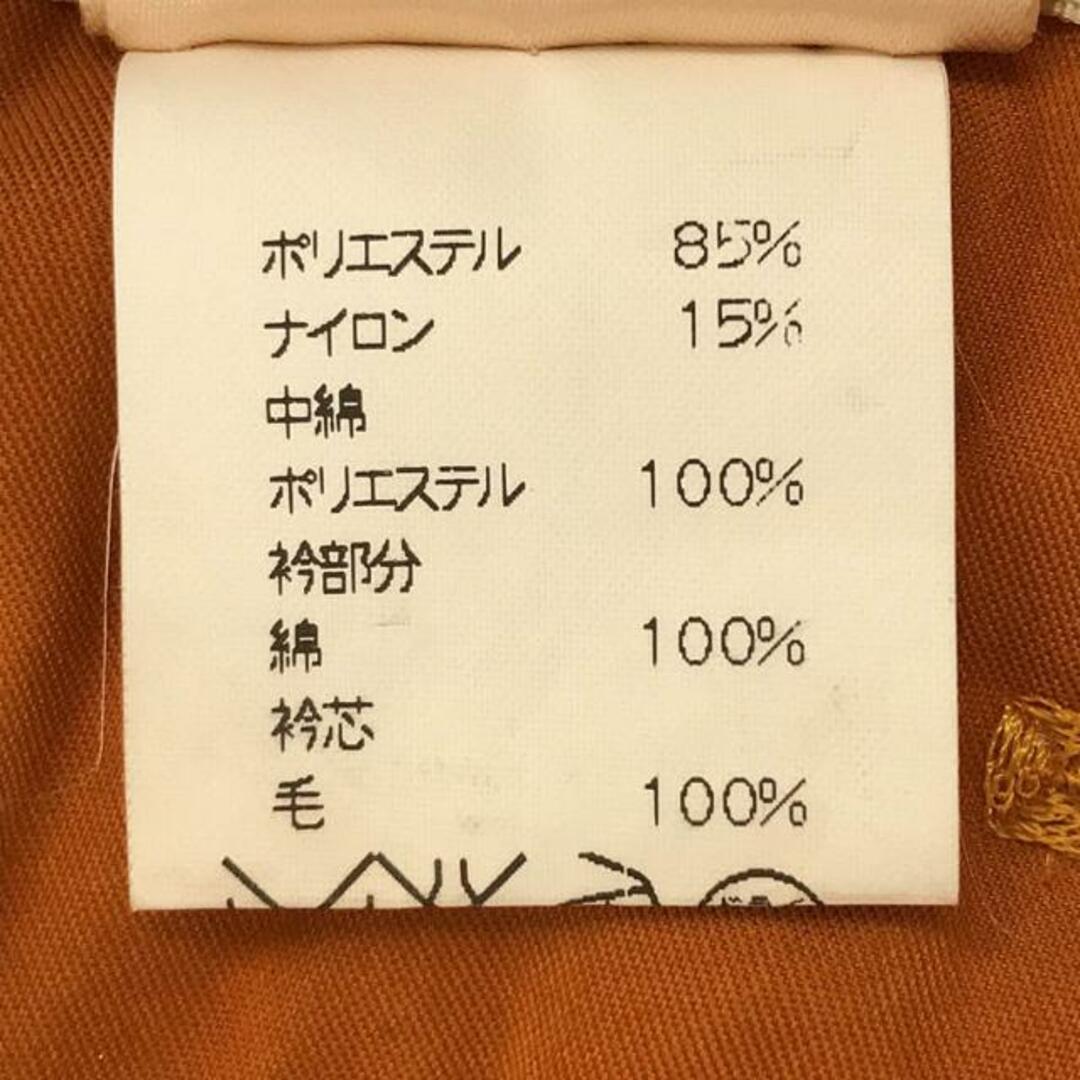 ポリエステル 85%
ナイロン 15%
中綿
ポリエステル 100%
衿部分
綿 100%
衿芯
毛 100%